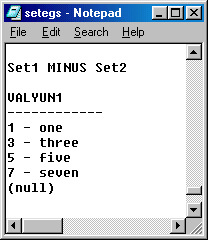 setegs - Notepad
File Edit Search Help
Set1 MINUS Set2
VALYUN1
------------
1 - one
3 - three
5 - five
7 - seven
(null)